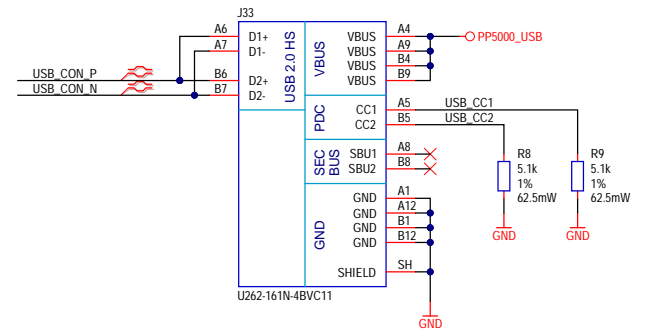 J33
A6 D1+ VBUS A4 PP5000_USB
A7 D1- VBUS A9
USB_CON_P B6 D2+ VBUS B4
USB_CON_N B7 D2- VBUS B9
USB 2.0 HS
VBUS
PDC
CC1 A5 USB_CC1
CC2 B5 USB_CC2
SEC
BUS
SBU1 A8
SBU2 B8
R8
5.1k
1%
62.5mW
R9
5.1k
1%
62.5mW
GND
GND
GND
GND A1
GND A12
GND B1
GND B12
SHIELD SH
U262-161N-4BVC11
GND